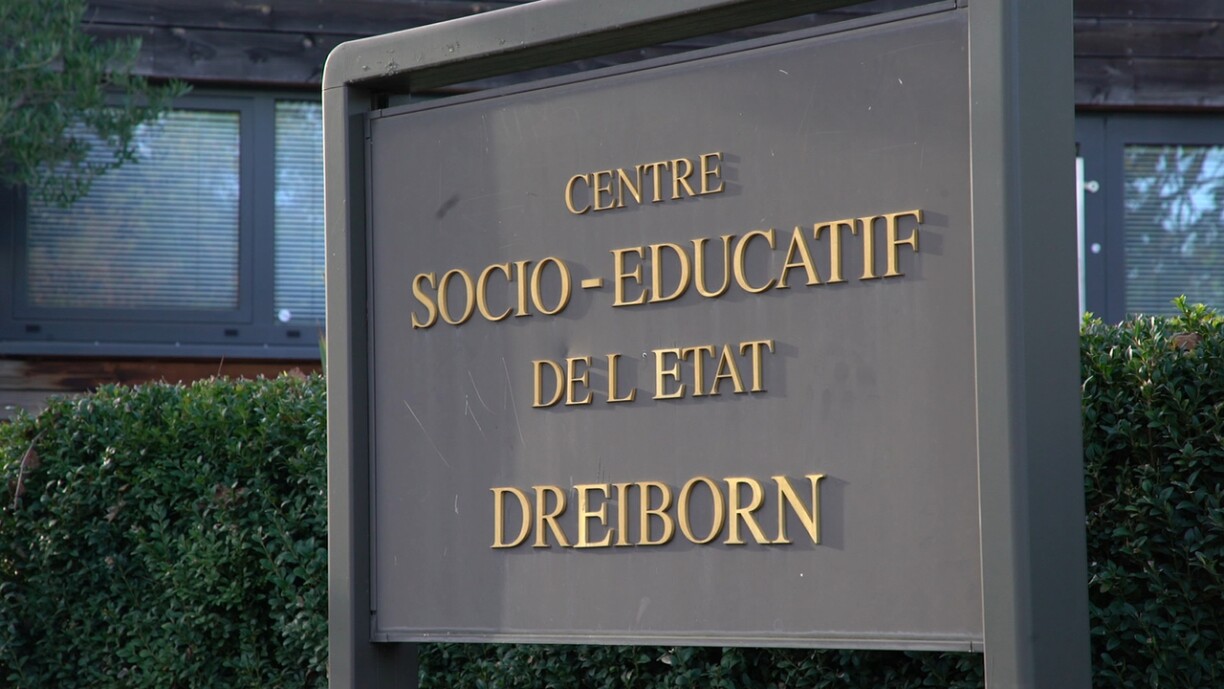 CENTRE
SOCIO-EDUCATIF
DE L ETAT
DREIBORN